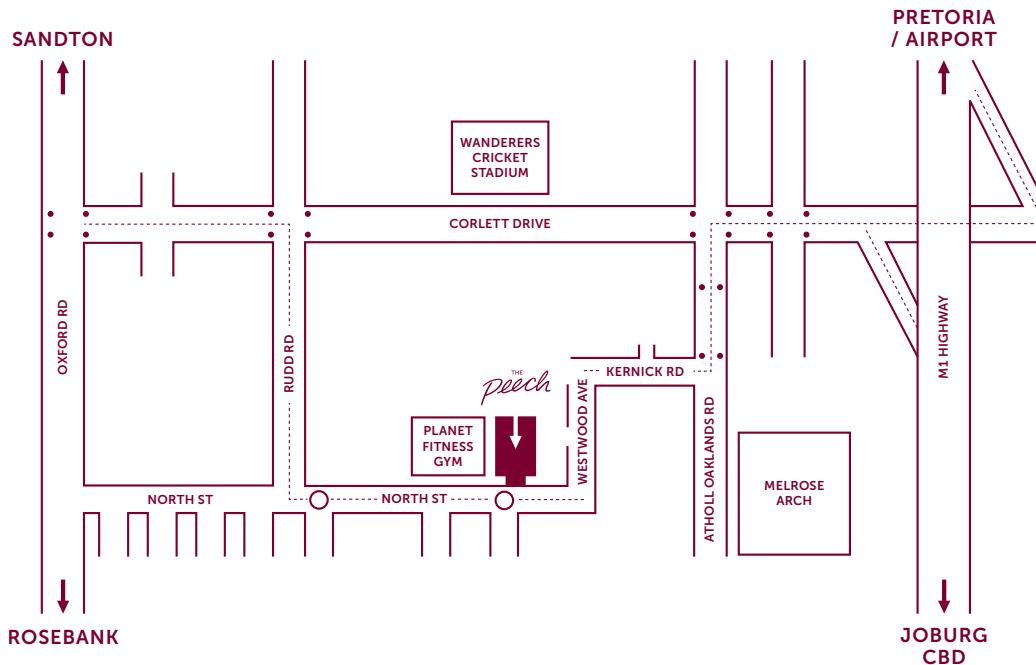 SANDTON
PRETORIA
/ AIRPORT
WANDERERS
CRICKET
STADIUM
CORLETT DRIVE
OXFORD RD
RUDD RD
M1 HIGHWAY
THE
Peech
KERNICK RD
WESTWOOD AVE
PLANET
FITNESS
GYM
ATHOLL OAKLANDS RD
MELROSE
ARCH
NORTH ST
NORTH ST
ROSEBANK
JOBURG
CBD